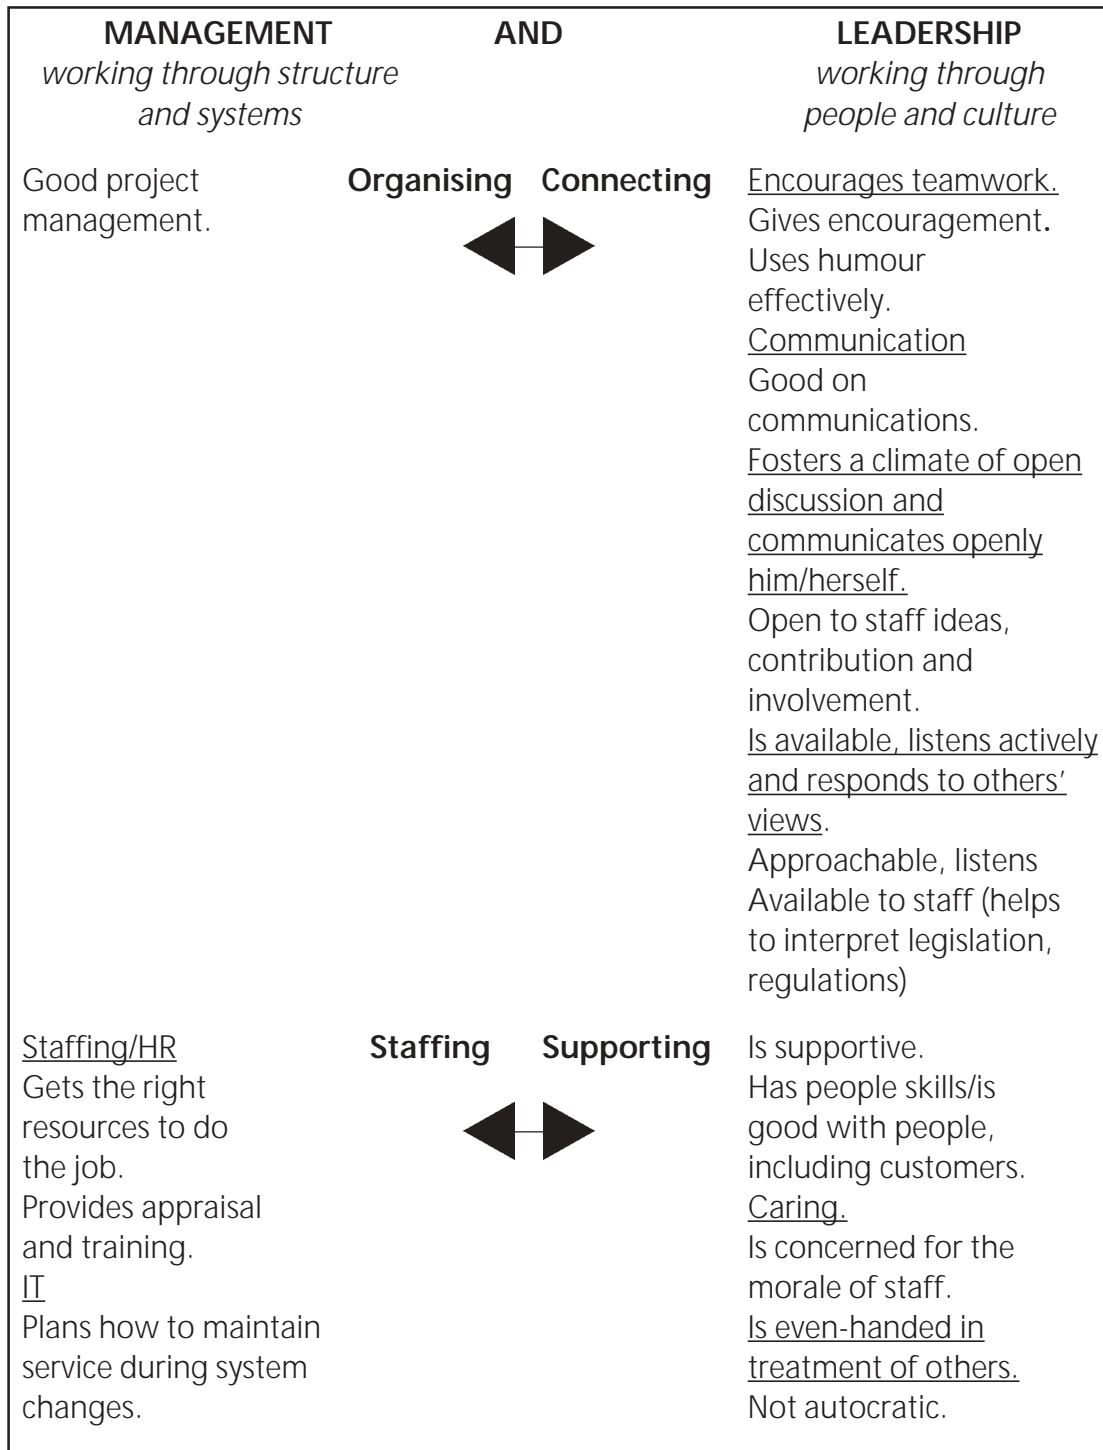 MANAGEMENT AND LEADERSHIP
working through structure
and systems
working through
people and culture
Good project
management.
Organising Connecting
Encourages teamwork.
Gives encouragement.
Uses humour
effectively.
Communication
Good on
communications.
Fosters a climate of open
discussion and
communicates openly
him/herself.
Open to staff ideas,
contribution and
involvement.
Is available, listens actively
and responds to others’
views.
Approachable, listens
Available to staff (helps
to interpret legislation,
regulations)
Staffing/HR
Gets the right
resources to do
the job.
Provides appraisal
and training.
IT
Plans how to maintain
service during system
changes.
Staffing Supporting
Is supportive.
Has people skills/is
good with people,
including customers.
Caring.
Is concerned for the
morale of staff.
Is even-handed in
treatment of others.
Not autocratic.